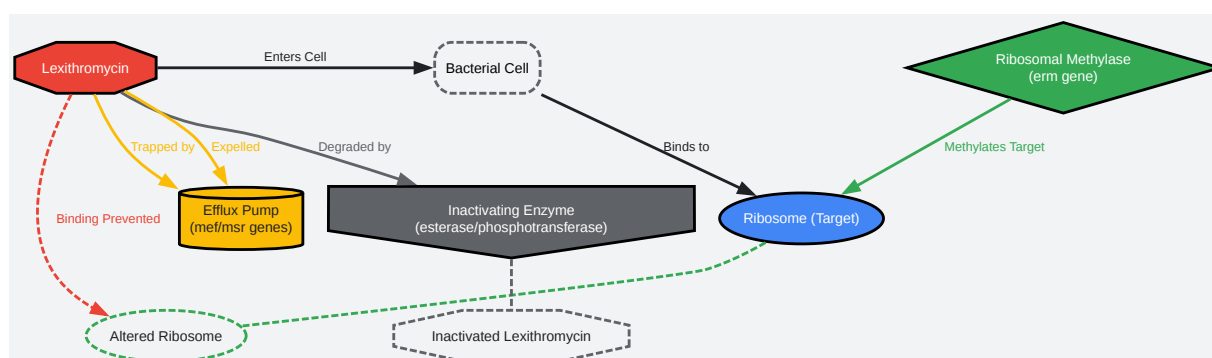 Enters Cell
Lexithromycin
Bacterial Cell
Ribosomal Methylase
(erm gene)
Trapped by
Expelled
Degraded by
Binds to
Methylates Target
Binding Prevented
Efflux Pump
(mef/msr genes)
Inactivating Enzyme
(esterase/phosphotransferase)
Ribosome (Target)
Altered Ribosome
Inactivated Lexithromycin